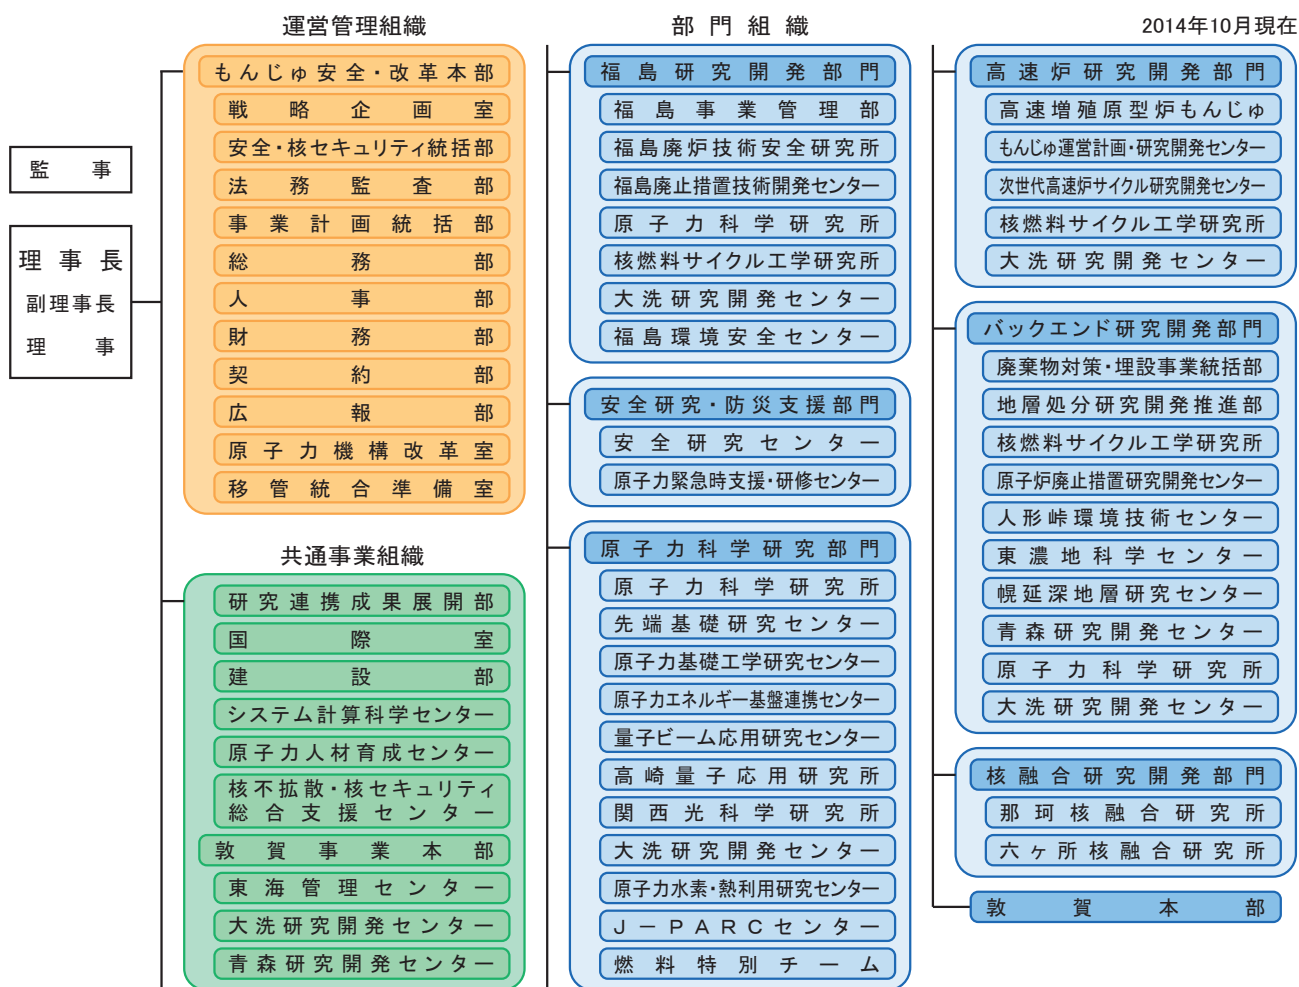 運営管理組織
もんじゅ安全・改革本部
戦略企画室
安全・核セキュリティ統括部
法務監査部
事業計画統括部
総務部
人事部
財務部
契約部
広報部
原子力機構改革室
移管統合準備室
監事
理事長
副理事長
理事
共通事業組織
研究連携成果展開部
国際室
建設部
システム計算科学センター
原子力人材育成センター
核不拡散・核セキュリティ
総合支援センター
敦賀事業本部
東海管理センター
大洗研究開発センター
青森研究開発センター
部門組織
福島研究開発部門
福島事業管理部
福島廃炉技術安全研究所
福島廃止措置技術開発センター
原子力科学研究所
核燃料サイクル工学研究所
大洗研究開発センター
福島環境安全センター
安全研究・防災支援部門
安全研究センター
原子力緊急時支援・研修センター
原子力科学研究部門
原子力科学研究所
先端基礎研究センター
原子力基礎工学研究センター
原子力エネルギー基盤連携センター
量子ビーム応用研究センター
高崎量子応用研究所
関西光科学研究所
大洗研究開発センター
原子力水素・熱利用研究センター
J－PARCセンター
燃料特別チーム
2014年10月現在
高速炉研究開発部門
高速増殖原型炉もんじゅ
もんじゅ運営計画・研究開発センター
次世代高速炉サイクル研究開発センター
核燃料サイクル工学研究所
大洗研究開発センター
バックエンド研究開発部門
廃棄物対策・埋設事業統括部
地層処分研究開発推進部
核燃料サイクル工学研究所
原子炉廃止措置研究開発センター
人形峠環境技術センター
東濃地科学センター
幌延深地層研究センター
青森研究開発センター
原子力科学研究所
大洗研究開発センター
核融合研究開発部門
那珂核融合研究所
六ヶ所核融合研究所
敦賀本部